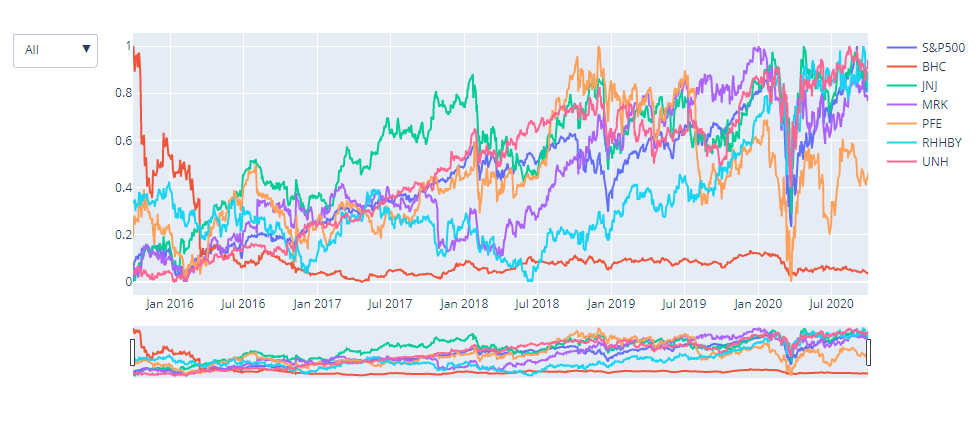 All ▼
1
0.8
0.6
0.4
0.2
0
Jan 2016 Jul 2016 Jan 2017 Jul 2017 Jan 2018 Jul 2018 Jan 2019 Jul 2019 Jan 2020 Jul 2020
S&P500
BHC
JNJ
MRK
PFE
RHHBY
UNH